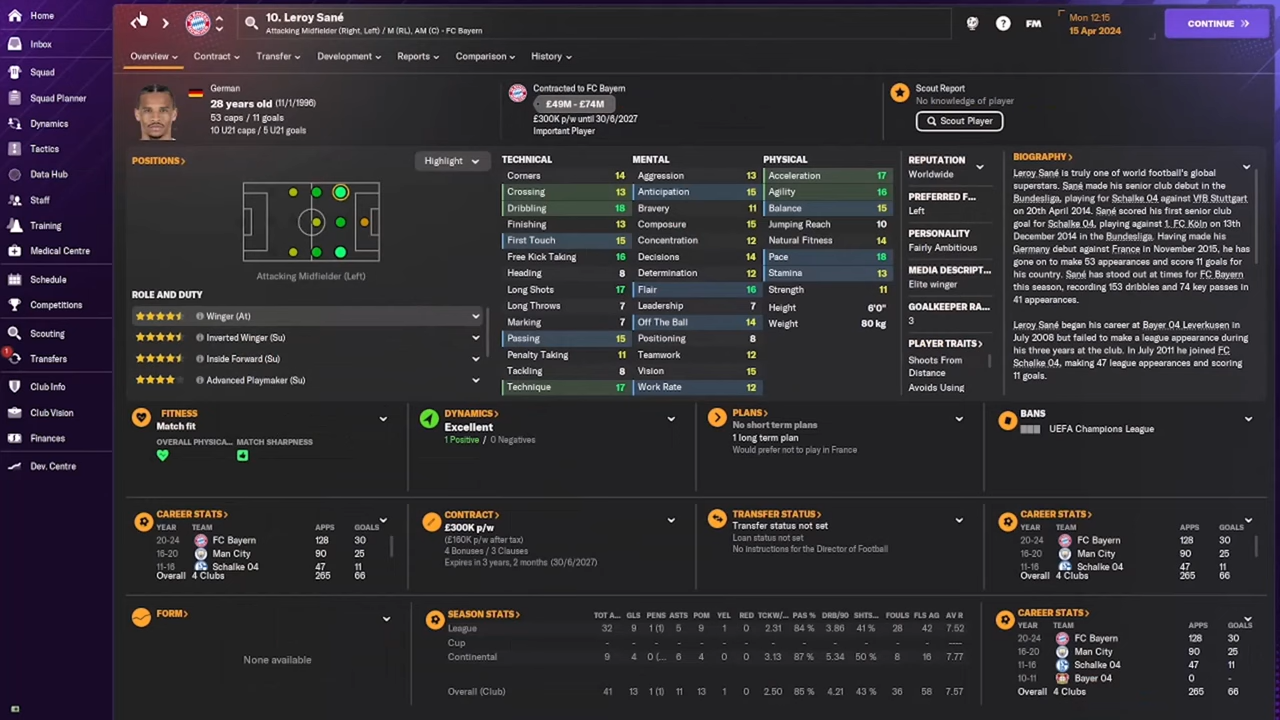 Home
Inbox
Squad
Squad Planner
Dynamics
Tactics
Data Hub
Staff
Training
Medical Centre
Schedule
Competitions
Scouting
1
Transfers
Club Info
Club Vision
Finances
Dev. Centre
10. Leroy Sané
Attacking Midfielder (Right, Left) / M (RL), AM (C) - FC Bayern
?
FM
Mon 12:15
15 Apr 2024
CONTINUE
Overview
Contract
Transfer
Development
Reports
Comparison
History
German
28 years old (11/1/1996)
53 caps / 11 goals
10 U21 caps / 5 U21 goals
Contracted to FC Bayern
£49M - £74M
£300K p/w until 30/6/2027
Important Player
Scout Report
No knowledge of player
Scout Player
POSITIONS
Highlight
Attacking Midfielder (Left)
ROLE AND DUTY
Winger (At)
Inverted Winger (Su)
Inside Forward (Su)
Advanced Playmaker (Su)
TECHNICAL
Corners 14
Crossing 13
Dribbling 18
Finishing 13
First Touch 15
Free Kick Taking 16
Heading 8
Long Shots 17
Long Throws 7
Marking 7
Passing 15
Penalty Taking 11
Tackling 8
Technique 17
MENTAL
Aggression 13
Anticipation 15
Bravery 11
Composure 15
Concentration 12
Decisions 14
Determination 12
Flair 16
Leadership 7
Off The Ball 14
Positioning 8
Teamwork 12
Vision 15
Work Rate 12
PHYSICAL
Acceleration 17
Agility 16
Balance 15
Jumping Reach 10
Natural Fitness 14
Pace 18
Stamina 13
Strength 11
Height 6'0"
Weight 80 kg
REPUTATION
Worldwide
PREFERRED F...
Left
PERSONALITY
Fairly Ambitious
MEDIA DESCRIPT...
Elite winger
GOALKEEPER RA...
3
PLAYER TRAITS
Shoots From
Distance
Avoids Using
BIOGRAPHY
Leroy Sané is truly one of world football's global
superstars. Sané made his senior club debut in the
Bundesliga, playing for Schalke 04 against VfB Stuttgart
on 20th April 2014. Sané scored his first senior club
goal for Schalke 04, playing against 1. FC Köln on
13th December 2014 in the Bundesliga. Having made his
Germany debut against France in November 2015, he has
gone on to make 53 appearances and score 11 goals for
his country. Sané has stood out at times for FC Bayern
this season, recording 153 dribbles and 74 key passes in
41 appearances.
Leroy Sané began his career at Bayer 04 Leverkusen in
July 2008 but failed to make a league appearance during
his three years at the club. In July 2011 he joined FC
Schalke 04, making 47 league appearances and scoring
11 goals.
FITNESS
Match fit
OVERALL PHYSICA... MATCH SHARPNESS
DYNAMICS
Excellent
1 Positive / 0 Negatives
PLANS
No short term plans
1 long term plan
Would prefer not to play in France
BANS
UEFA Champions League
CAREER STATS
YEAR TEAM APPS GOALS
20-24 FC Bayern 128 30
16-20 Man City 90 25
11-16 Schalke 04 47 11
Overall 4 Clubs 265 66
CONTRACT
£300K p/w
(£160K p/w after tax)
4 Bonuses / 3 Clauses
Expires in 3 years, 2 months (30/6/2027)
TRANSFER STATUS
Transfer status not set
Loan status not set
No instructions for the Director of Football
CAREER STATS
YEAR TEAM APPS GOALS
20-24 FC Bayern 128 30
16-20 Man City 90 25
11-16 Schalke 04 47 11
Overall 4 Clubs 265 66
FORM
None available
SEASON STATS
TOT A... GLS PENS ASTS POM YEL RED TCKW/... PAS % DRB/90 SHTS... FOULS FLS AG AV R
League 32 9 1 (1) 5 9 1 0 2.31 84 % 3.86 41 % 28 42 7.52
Cup - - - - - - - - - - - - - ----
Continental 9 4 0 (... 6 4 0 0 3.13 87 % 5.34 50 % 8 16 7.77
Overall (Club) 41 13 1 (1) 11 13 1 0 2.50 85 % 4.21 43 % 36 58 7.57
CAREER STATS
YEAR TEAM APPS GOALS
20-24 FC Bayern 128 30
16-20 Man City 90 25
11-16 Schalke 04 47 11
10-11 Bayer 04 0 -
Overall 4 Clubs 265 66